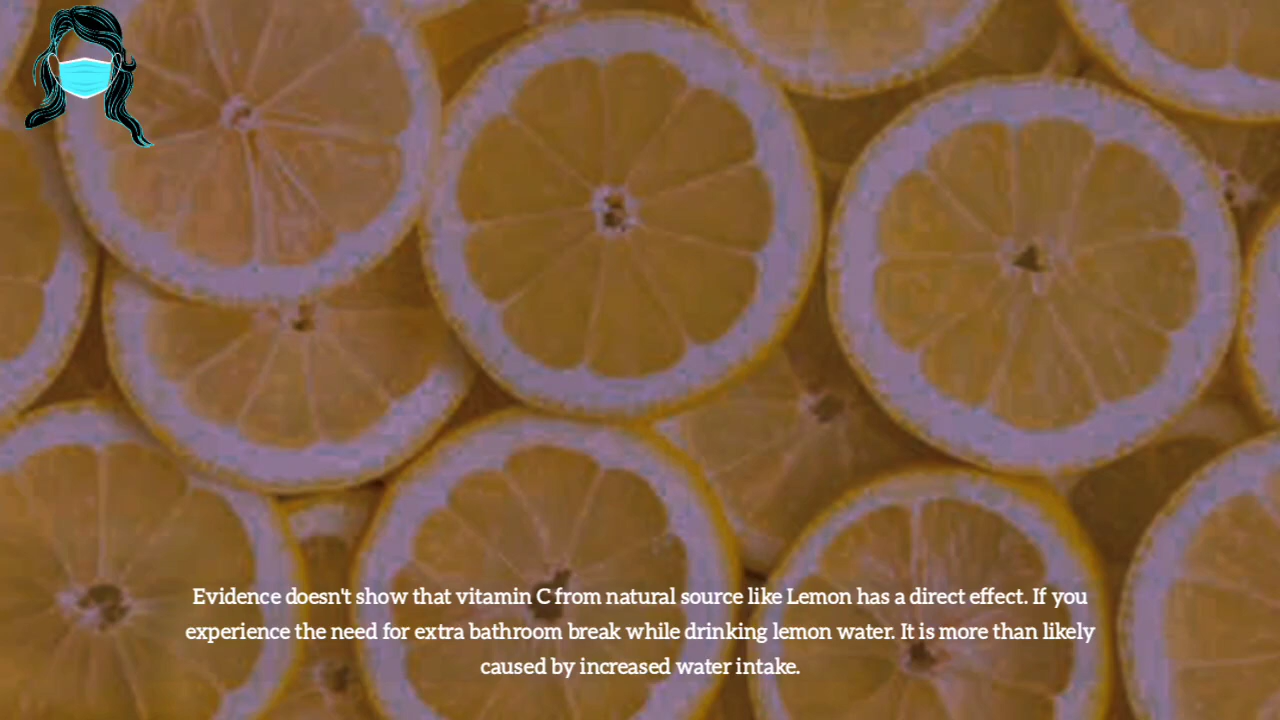 Evidence doesn't show that vitamin C from natural source like Lemon has a direct effect. If you
experience the need for extra bathroom break while drinking lemon water. It is more than likely
caused by increased water intake.